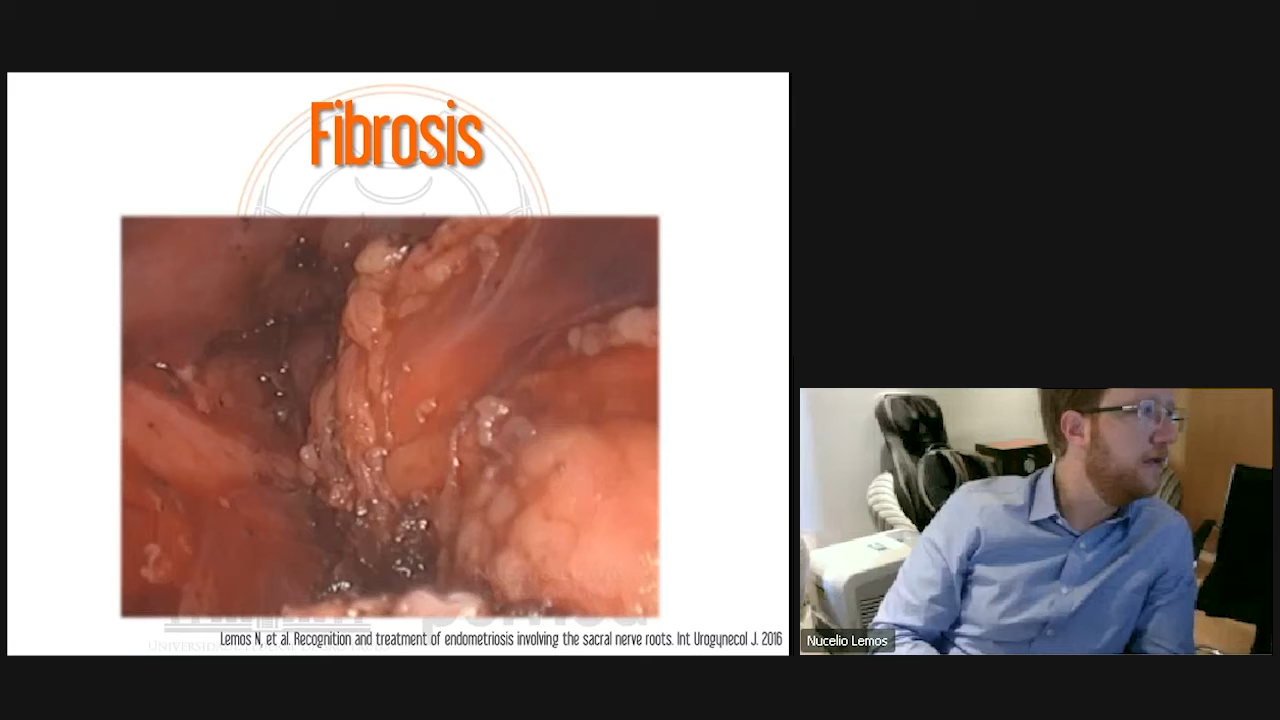 Fibrosis
Lemos N, et al. Recognition and treatment of endometriosis involving the sacral nerve roots. Int Urogynecol J. 2016
Nucelio Lemos